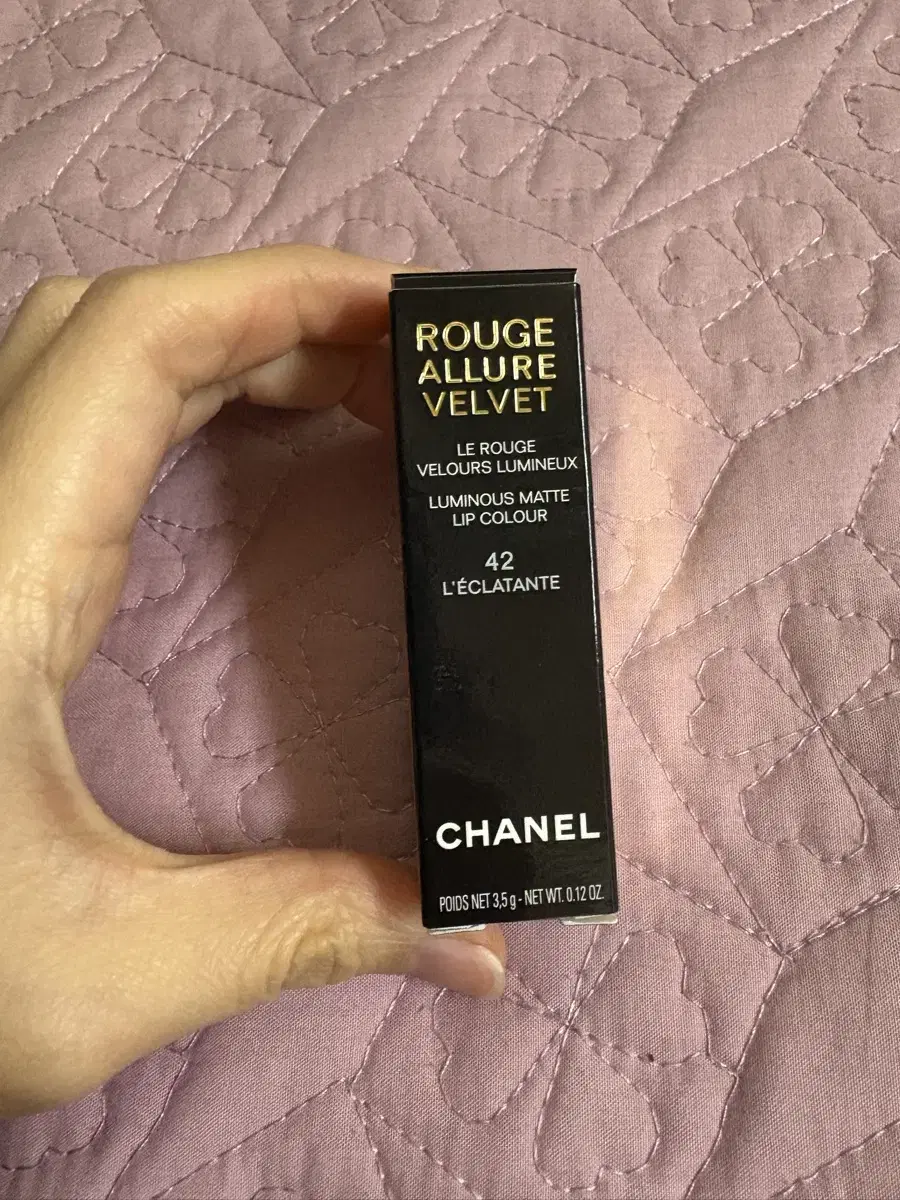 ROUGE
ALLURE
VELVET
LE ROUGE
VELOURS LUMINEUX
LUMINOUS MATTE
LIP COLOUR
42
L'ÉCLATANTE
CHANEL
POIDS NET 3,5 g - NET WT. 0.12 OZ.